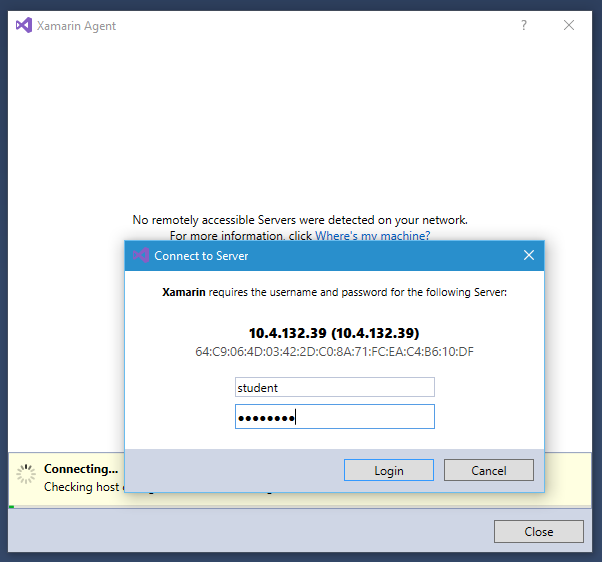 Xamarin Agent
?
No remotely accessible Servers were detected on your network.
For more information, click Where's my machine?
Connect to Server
Xamarin requires the username and password for the following Server:
10.4.132.39 (10.4.132.39)
64:C9:06:4D:03:42:2D:C0:8A:71:FC:EA:C4:B6:10:DF
student
●●●●●●●●
Login Cancel
Connecting...
Checking host
Close